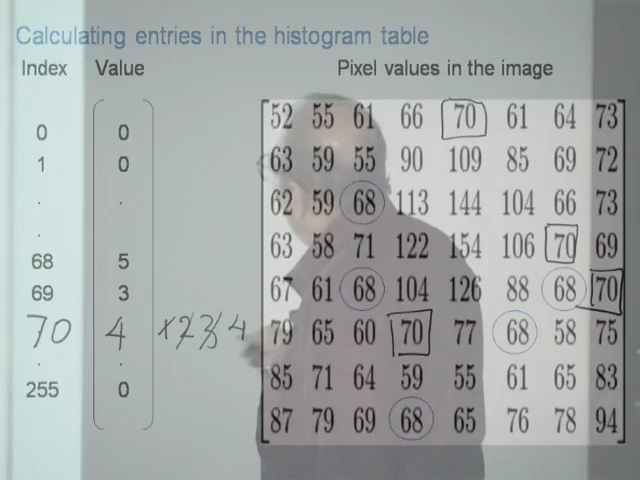 Calculating entries in the histogram table
Index Value Pixel values in the image
0 0
1 0
. .
.
68 5
69 3
70 4 1 2 3 4
. .
255 0
52 55 61 66 70 61 64 73
63 59 55 90 109 85 69 72
62 59 68 113 144 104 66 73
63 58 71 122 154 106 70 69
67 61 68 104 126 88 68 70
79 65 60 70 77 68 58 75
85 71 64 59 55 61 65 83
87 79 69 68 65 76 78 94